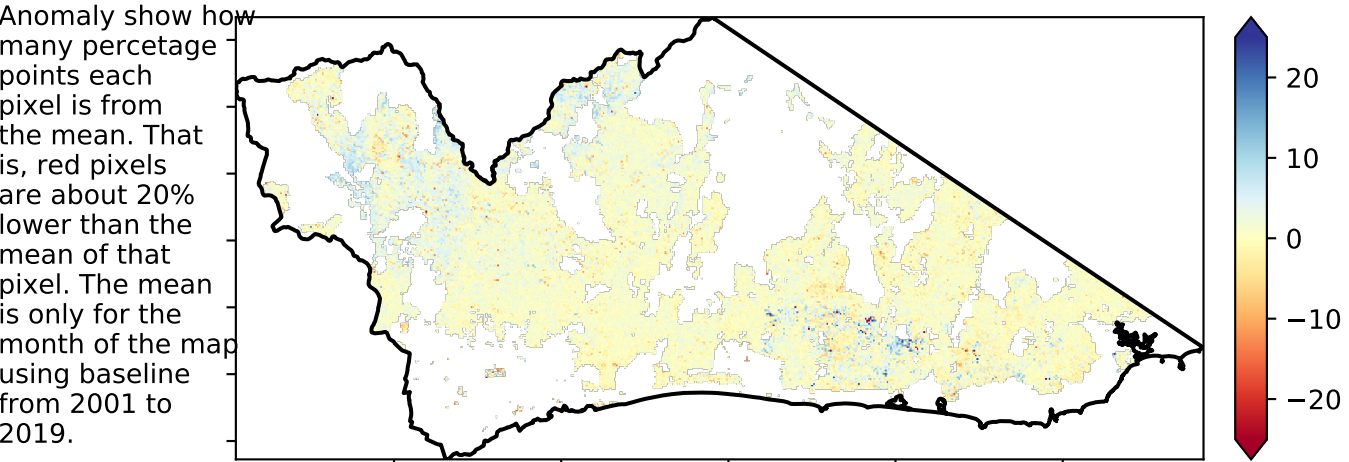 Anomaly show how
many percetage
points each
pixel is from
the mean. That
is, red pixels
are about 20%
lower than the
mean of that
pixel. The mean
is only for the
month of the map
using baseline
from 2001 to
2019.
20
10
0
−10
−20